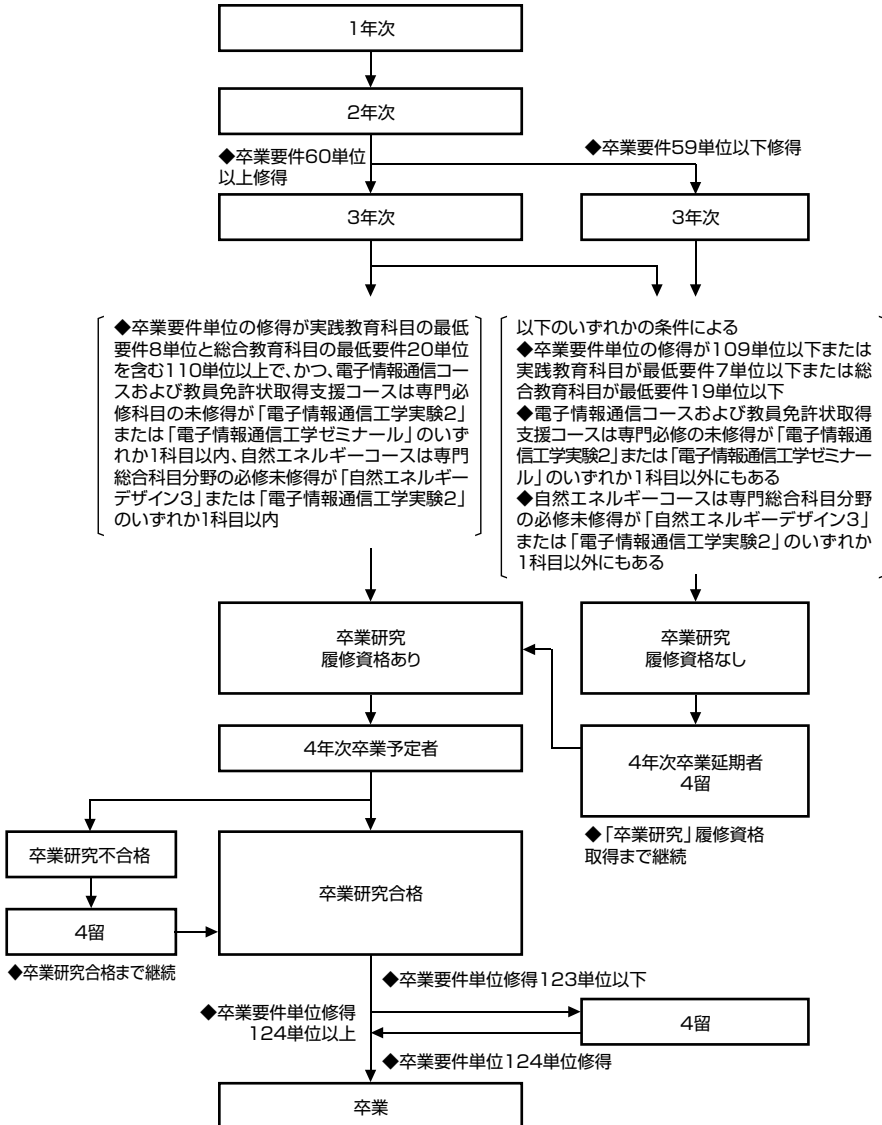 1年次
2年次
◆卒業要件60単位
以上修得
◆卒業要件59単位以下修得
3年次
3年次
◆卒業要件単位の修得が実践教育科目の最低
要件8単位と総合教育科目の最低要件20単位
を含む110単位以上で、かつ、電子情報通信コー
スおよび教員免許状取得支援コースは専門必
修科目の未修得が「電子情報通信工学実験2」
または「電子情報通信工学ゼミナール」のいず
れか1科目以内、自然エネルギーコースは専門
総合科目分野の必修未修得が「自然エネルギー
デザイン3」または「電子情報通信工学実験2」
のいずれか1科目以内
以下のいずれかの条件による
◆卒業要件単位の修得が109単位以下または
実践教育科目が最低要件7単位以下または総
合教育科目が最低要件19単位以下
◆電子情報通信コースおよび教員免許状取得
支援コースは専門必修の未修得が「電子情報通
信工学実験2」または「電子情報通信工学ゼミナー
ル」のいずれか1科目以外にもある
◆自然エネルギーコースは専門総合科目分野
の必修未修得が「自然エネルギーデザイン3」
または「電子情報通信工学実験2」のいずれか
1科目以外にもある
卒業研究
履修資格あり
卒業研究
履修資格なし
4年次卒業予定者
4年次卒業延期者
4留
◆「卒業研究」履修資格
取得まで継続
卒業研究不合格
卒業研究合格
4留
◆卒業研究合格まで継続
◆卒業要件単位修得123単位以下
◆卒業要件単位修得
124単位以上
4留
◆卒業要件単位124単位修得
卒業